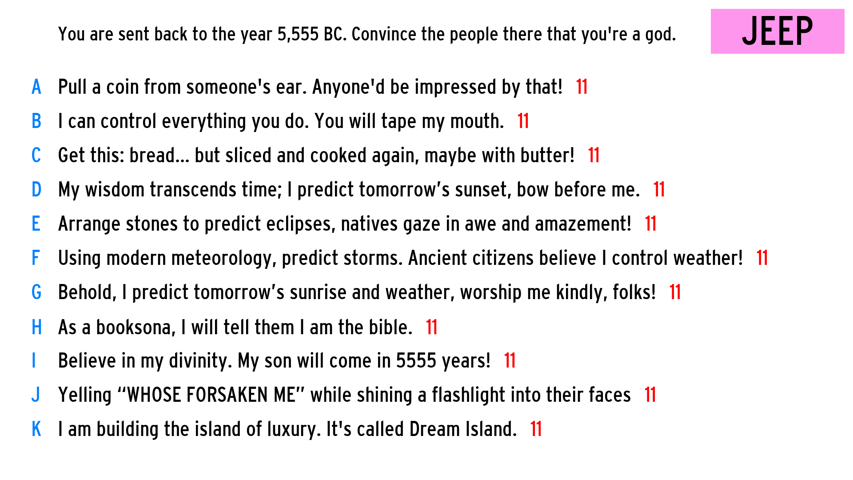 You are sent back to the year 5,555 BC. Convince the people there that you're a god.
JEEP
A Pull a coin from someone's ear. Anyone'd be impressed by that! 11
B I can control everything you do. You will tape my mouth. 11
C Get this: bread... but sliced and cooked again, maybe with butter! 11
D My wisdom transcends time; I predict tomorrow’s sunset, bow before me. 11
E Arrange stones to predict eclipses, natives gaze in awe and amazement! 11
F Using modern meteorology, predict storms. Ancient citizens believe I control weather! 11
G Behold, I predict tomorrow’s sunrise and weather, worship me kindly, folks! 11
H As a booksona, I will tell them I am the bible. 11
I Believe in my divinity. My son will come in 5555 years! 11
J Yelling “WHOSE FORSAKEN ME” while shining a flashlight into their faces 11
K I am building the island of luxury. It's called Dream Island. 11